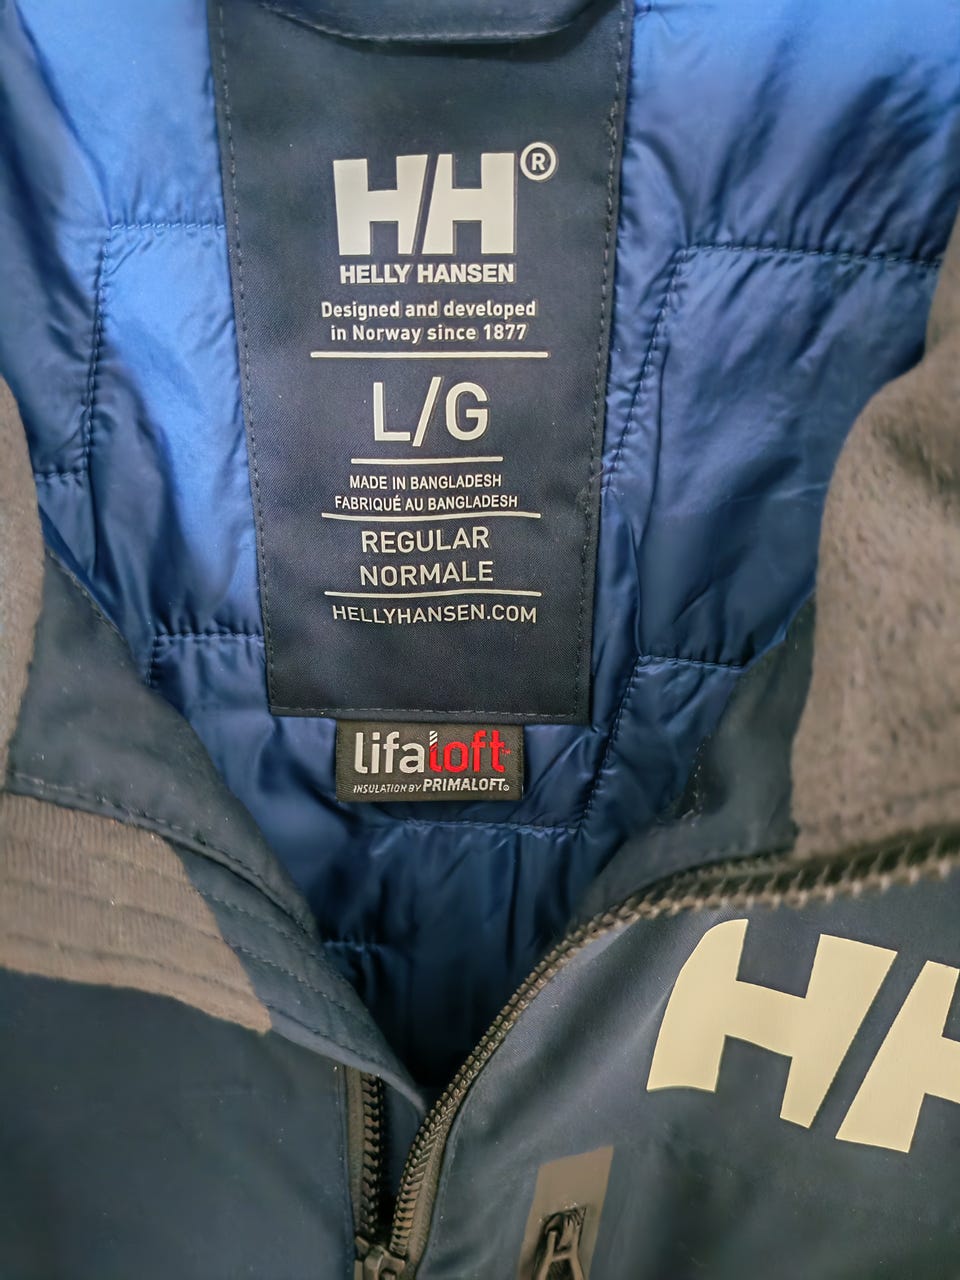 HH®
HELLY HANSEN
Designed and developed
in Norway since 1877
L/G
MADE IN BANGLADESH
FABRIQUÉ AU BANGLADESH
REGULAR
NORMALE
HELLYHANSEN.COM
lifaloft™
INSULATION BY PRIMALOFT®
HH